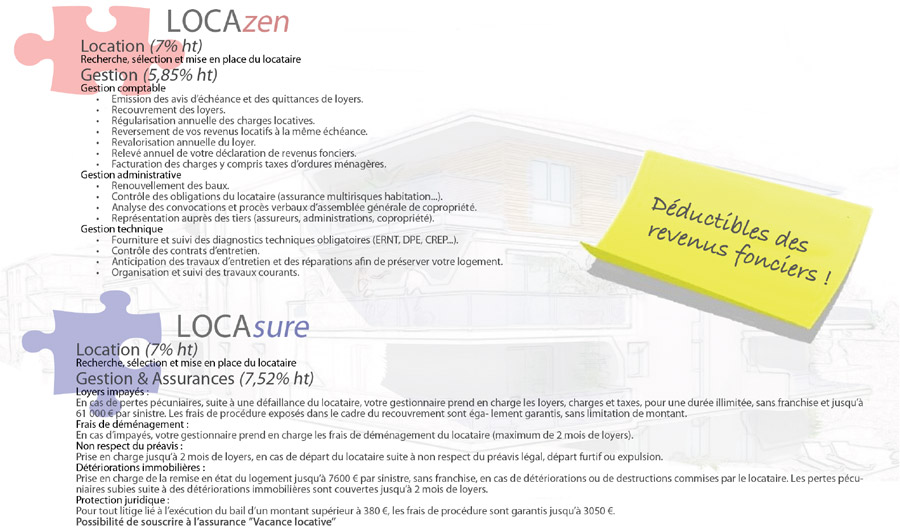 LOCAzen
Location (7% ht)
Recherche, sélection et mise en place du locataire
Gestion (5,85% ht)
Gestion comptable
• Emission des avis d'échéance et des quittances de loyers.
• Recouvrement des loyers.
• Régularisation annuelle des charges locatives.
• Reversement de vos revenus locatifs à la même échéance.
• Revalorisation annuelle du loyer.
• Relevé annuel de votre déclaration de revenus fonciers.
• Facturation des charges y compris taxes d'ordures ménagères.
Gestion administrative
• Renouvellement des baux.
• Contrôle des obligations du locataire (assurance multirisques habitation...).
• Analyse des convocations et procès verbaux d'assemblée générale de copropriété.
• Représentation auprès des tiers (assureurs, administrations, copropriété).
Gestion technique
• Fourniture et suivi des diagnostics techniques obligatoires (ERNT, DPE, CREP...).
• Contrôle des contrats d'entretien.
• Anticipation des travaux d'entretien et des réparations afin de préserver votre logement.
• Organisation et suivi des travaux courants.
Déductibles des
revenus fonciers !
LOCAsure
Location (7% ht)
Recherche, sélection et mise en place du locataire
Gestion & Assurances (7,52% ht)
Loyers impayés :
En cas de pertes pécuniaires, suite à une défaillance du locataire, votre gestionnaire prend en charge les loyers, charges et taxes, pour une durée illimitée, sans franchise et jusqu'à
61 000 € par sinistre. Les frais de procédure exposés dans le cadre du recouvrement sont éga- lement garantis, sans limitation de montant.
Frais de déménagement :
En cas d'impayés, votre gestionnaire prend en charge les frais de déménagement du locataire (maximum de 2 mois de loyers).
Non respect du préavis :
Prise en charge jusqu'à 2 mois de loyers, en cas de départ du locataire suite à non respect du préavis légal, départ furtif ou expulsion.
Détériorations immobilières :
Prise en charge de la remise en état du logement jusqu'à 7600 € par sinistre, sans franchise, en cas de détériorations ou de destructions commises par le locataire. Les pertes pécu-
niaires subies suite à des détériorations immobilières sont couvertes jusqu'à 2 mois de loyers.
Protection juridique :
Pour tout litige lié à l'exécution du bail d'un montant supérieur à 380 €, les frais de procédure sont garantis jusqu'à 3050 €.
Possibilité de souscrire à l'assurance "Vacance locative"